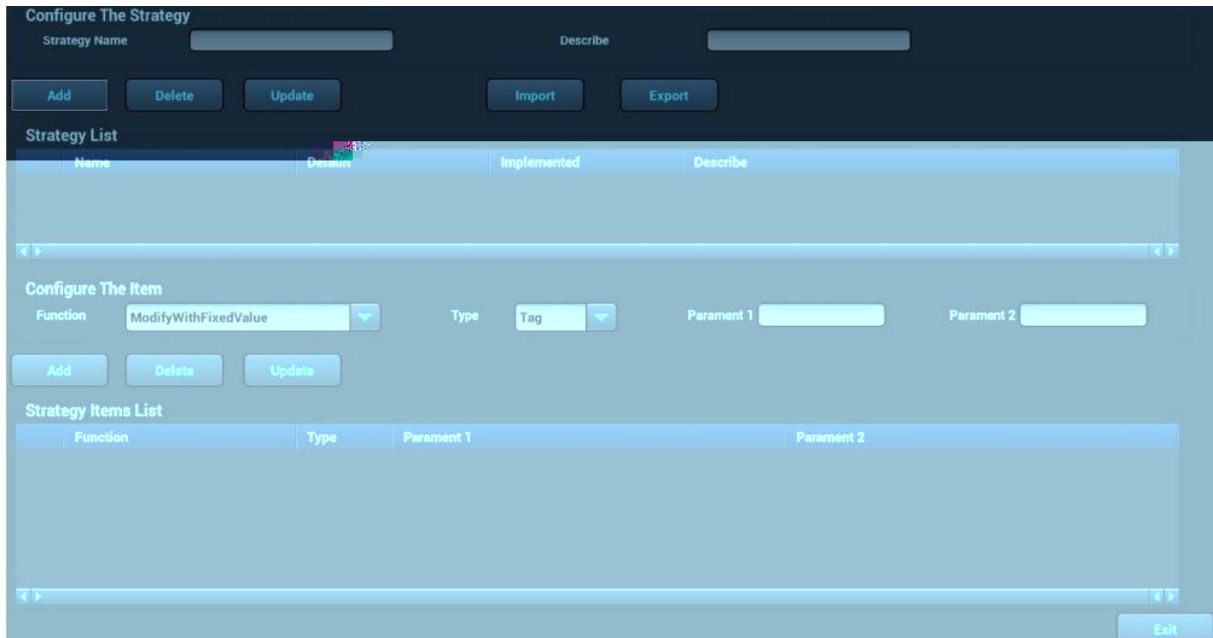 Configure The Strategy
Strategy Name Describe
Add Delete Update Import Export
Strategy List
Name Default Implemented Describe
Configure The Item
Function ModifyWithFixedValue Type Tag Parament 1 Parament 2
Add Delete Update
Strategy Items List
Function Type Parament 1 Parament 2
Exit